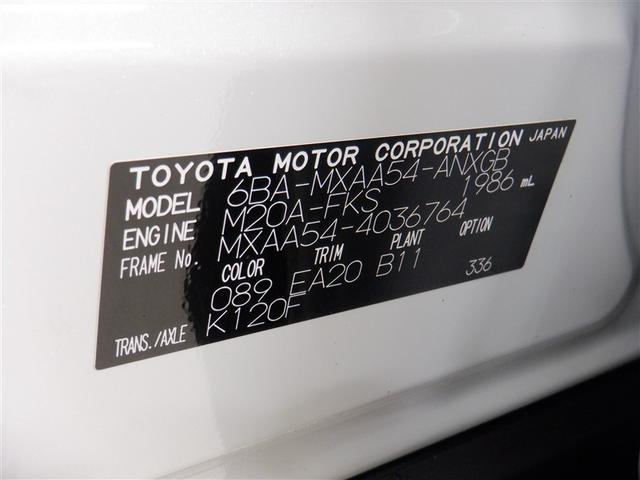 TOYOTA MOTOR CORPORATION JAPAN
MODEL 6BA-MXAA54-ANXGB
ENGINE M20A-FKS 1986 mL
FRAME No. MXAA54-4036764
COLOR TRIM PLANT OPTION
089 EA20 B11 336
TRANS./AXLE K120F